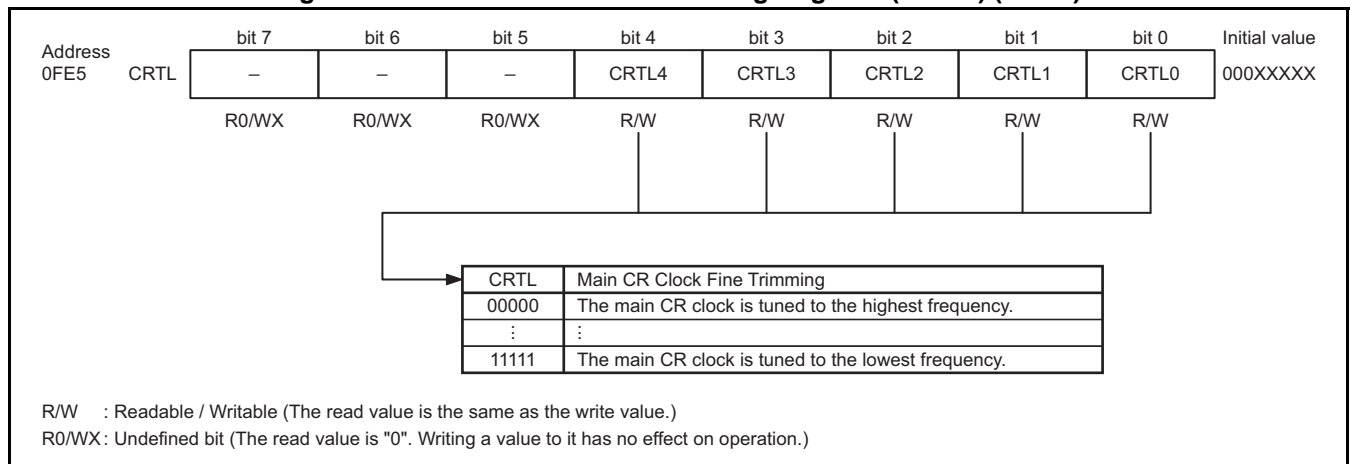 bit 7 bit 6 bit 5 bit 4 bit 3 bit 2 bit 1 bit 0 Initial value
Address
0FE5 CRTL – – – CRTL4 CRTL3 CRTL2 CRTL1 CRTL0 000XXXXX
R0/WX R0/WX R0/WX R/W R/W R/W R/W R/W
CRTL Main CR Clock Fine Trimming
00000 The main CR clock is tuned to the highest frequency.
⋮ ⋮
11111 The main CR clock is tuned to the lowest frequency.
R/W : Readable / Writable (The read value is the same as the write value.)
R0/WX : Undefined bit (The read value is "0". Writing a value to it has no effect on operation.)